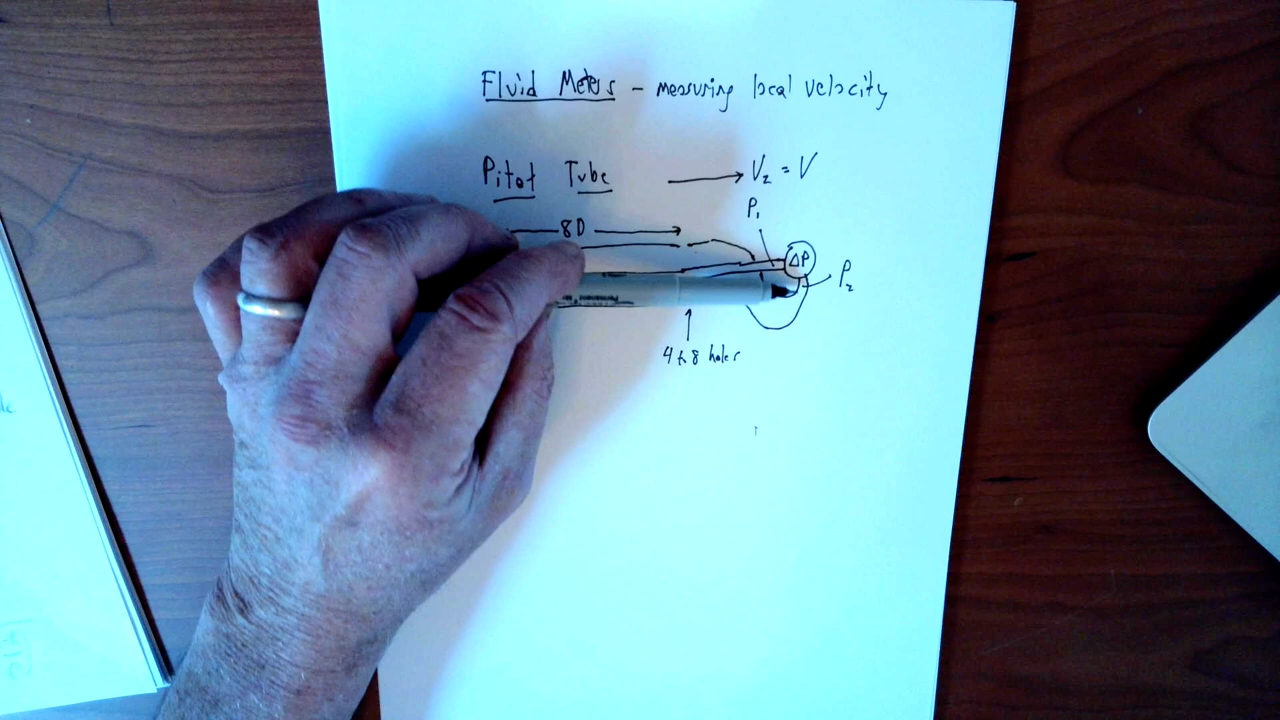 Fluid Meters - measuring local velocity
Pitot Tube → V₂ = V
P₁
8D
ΔP
P₂
4 to 8 holes